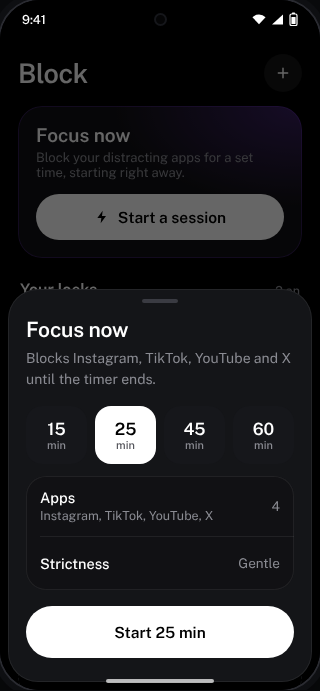 9:41
Block
Focus now
Block your distracting apps for a set
time, starting right away.
Start a session
Focus now
Blocks Instagram, TikTok, YouTube and X
until the timer ends.
15
min
25
min
45
min
60
min
Apps
Instagram, TikTok, YouTube, X
4
Strictness
Gentle
Start 25 min